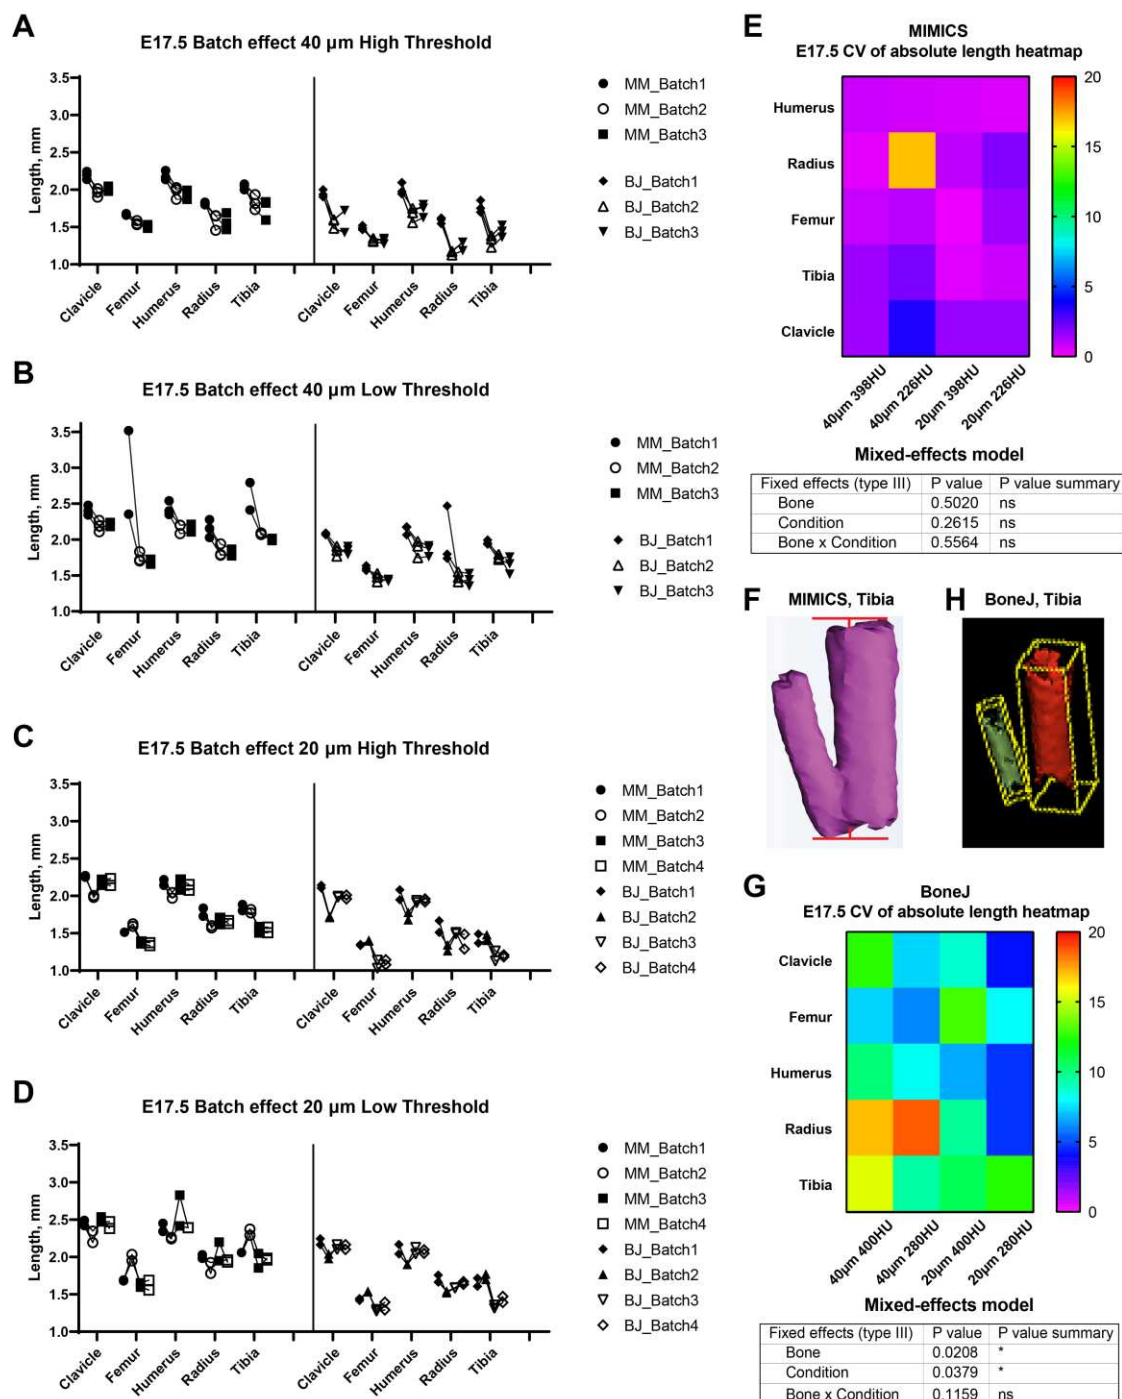 A
E17.5 Batch effect 40 µm High Threshold
3.5
3.0
2.5
2.0
1.5
1.0
Length, mm
Clavicle
Femur
Humerus
Radius
Tibia
Clavicle
Femur
Humerus
Radius
Tibia
MM_Batch1
MM_Batch2
MM_Batch3
BJ_Batch1
BJ_Batch2
BJ_Batch3
B
E17.5 Batch effect 40 µm Low Threshold
3.5
3.0
2.5
2.0
1.5
1.0
Length, mm
Clavicle
Femur
Humerus
Radius
Tibia
Clavicle
Femur
Humerus
Radius
Tibia
MM_Batch1
MM_Batch2
MM_Batch3
BJ_Batch1
BJ_Batch2
BJ_Batch3
C
E17.5 Batch effect 20 µm High Threshold
3.5
3.0
2.5
2.0
1.5
1.0
Length, mm
Clavicle
Femur
Humerus
Radius
Tibia
Clavicle
Femur
Humerus
Radius
Tibia
MM_Batch1
MM_Batch2
MM_Batch3
MM_Batch4
BJ_Batch1
BJ_Batch2
BJ_Batch3
BJ_Batch4
D
E17.5 Batch effect 20 µm Low Threshold
3.5
3.0
2.5
2.0
1.5
1.0
Length, mm
Clavicle
Femur
Humerus
Radius
Tibia
Clavicle
Femur
Humerus
Radius
Tibia
MM_Batch1
MM_Batch2
MM_Batch3
MM_Batch4
BJ_Batch1
BJ_Batch2
BJ_Batch3
BJ_Batch4
E
MIMICS
E17.5 CV of absolute length heatmap
Humerus
Radius
Femur
Tibia
Clavicle
20
15
10
5
0
40µm 398HU
40µm 226HU
20µm 398HU
20µm 226HU
Mixed-effects model
Fixed effects (type III) P value P value summary
Bone 0.5020 ns
Condition 0.2615 ns
Bone x Condition 0.5564 ns
F
MIMICS, Tibia
H
BoneJ, Tibia
G
BoneJ
E17.5 CV of absolute length heatmap
Clavicle
Femur
Humerus
Radius
Tibia
20
15
10
5
0
40µm 400HU
40µm 280HU
20µm 400HU
20µm 280HU
Mixed-effects model
Fixed effects (type III) P value P value summary
Bone 0.0208 *
Condition 0.0379 *
Bone x Condition 0.1159 ns